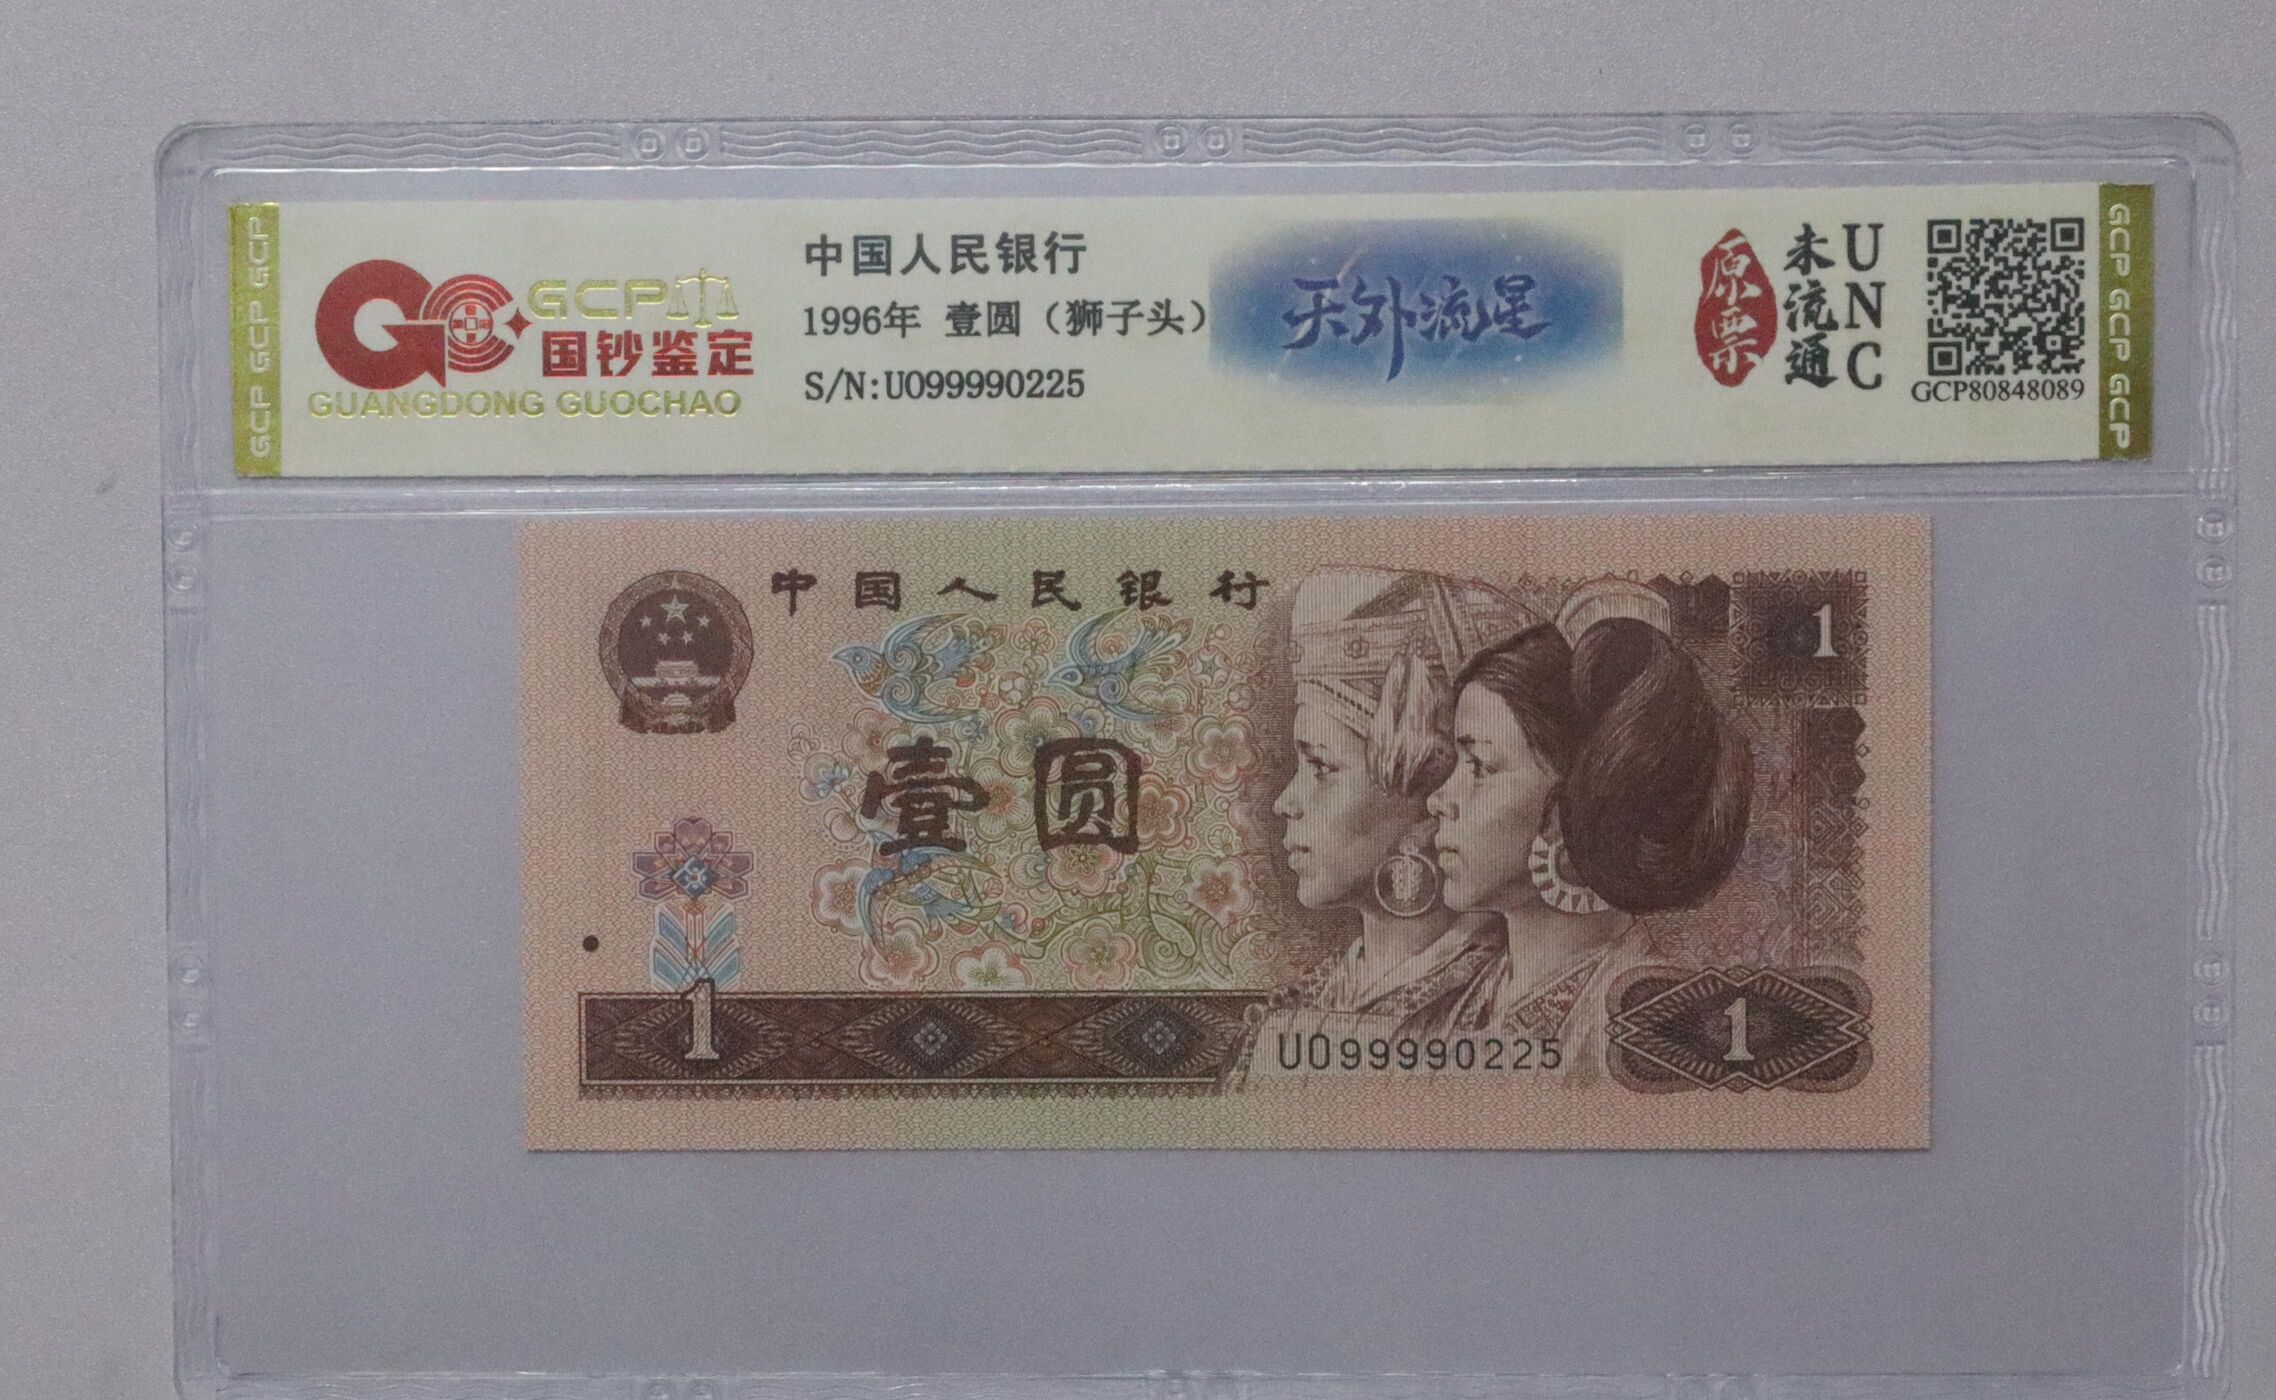 GCP GCP GCP
GCP
国钞鉴定
GUANGDONG GUOCHAO
中国人民银行
1996年 壹圆（狮子头）
S/N:UO99990225
天外流星
原票
未流通
UNC
GCP80848089
GCP GCP GCP
中国人民银行
1
壹圆
1
UO99990225
1